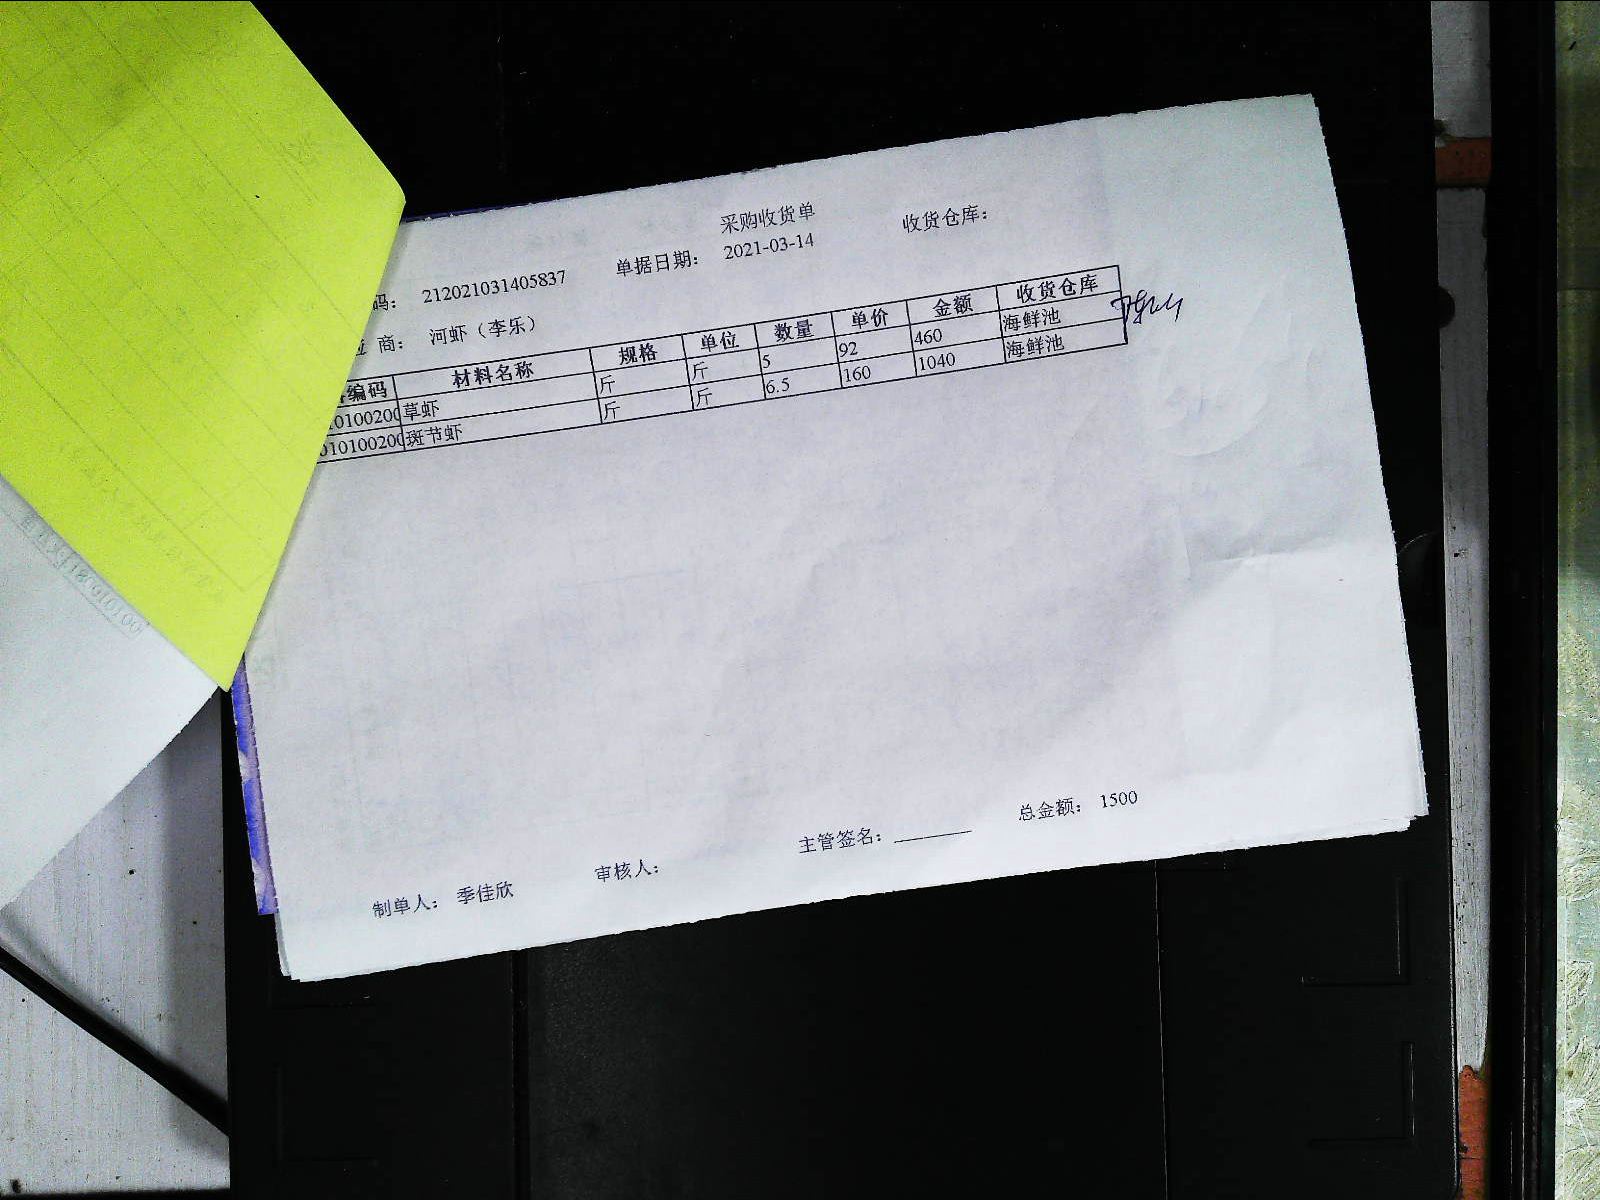 采购收货单
码： 212021031405837 单据日期： 2021-03-14 收货仓库：
商： 河虾（李乐）
编码 材料名称 规格 单位 数量 单价 金额 收货仓库
0100200 草虾 斤 斤 5 92 460 海鲜池
010100200 斑节虾 斤 斤 6.5 160 1040 海鲜池
制单人： 季佳欣 审核人： 主管签名： 总金额： 1500